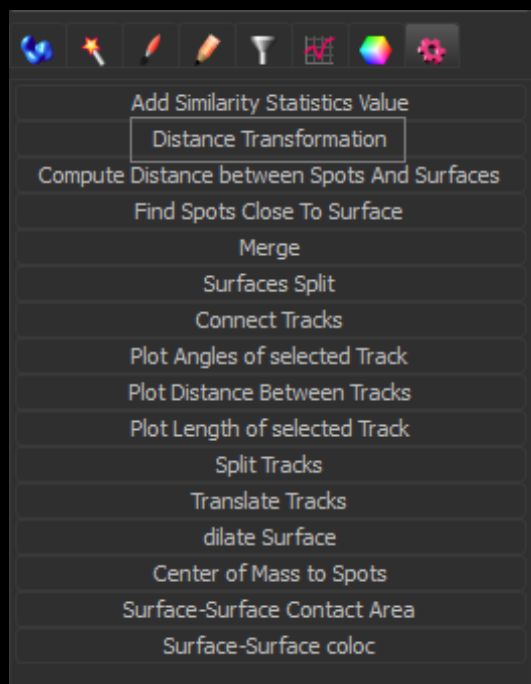 Add Similarity Statistics Value
Distance Transformation
Compute Distance between Spots And Surfaces
Find Spots Close To Surface
Merge
Surfaces Split
Connect Tracks
Plot Angles of selected Track
Plot Distance Between Tracks
Plot Length of selected Track
Split Tracks
Translate Tracks
dilate Surface
Center of Mass to Spots
Surface-Surface Contact Area
Surface-Surface coloc